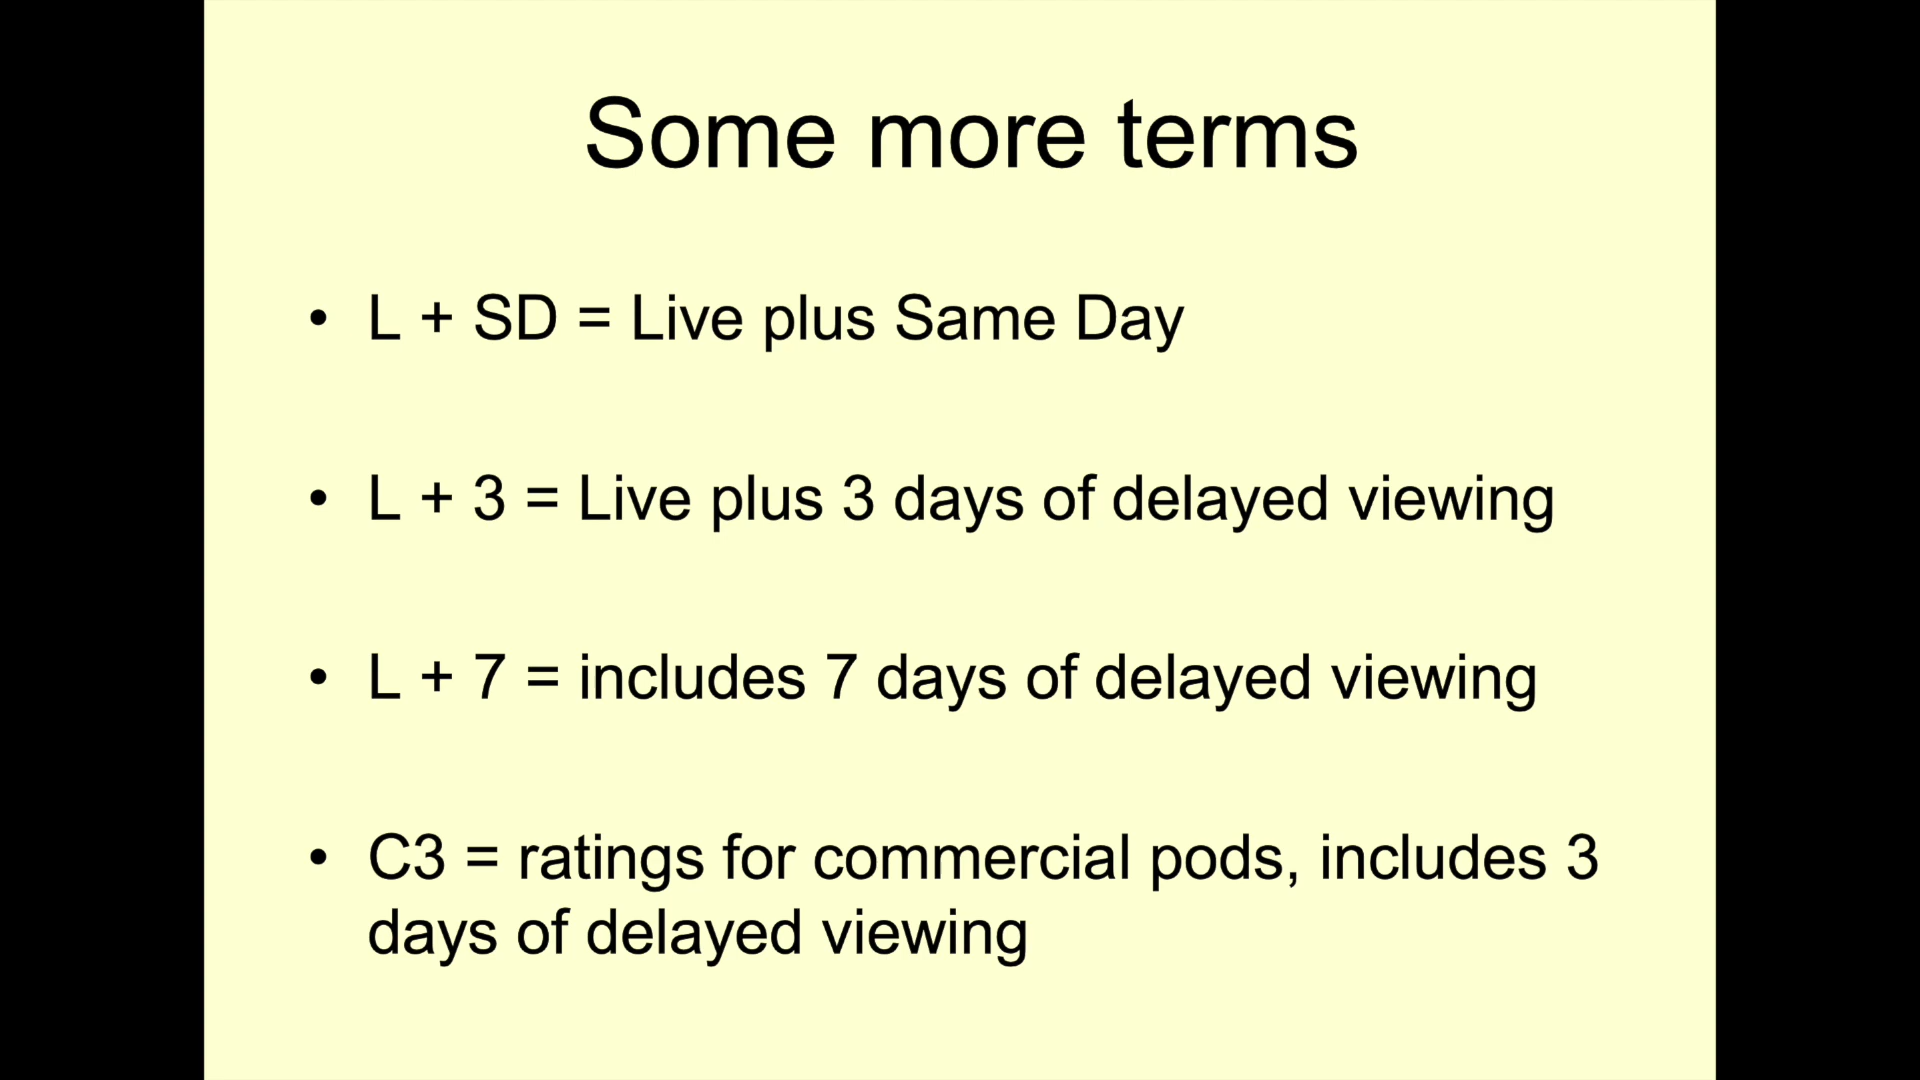 Some more terms
• L + SD = Live plus Same Day
• L + 3 = Live plus 3 days of delayed viewing
• L + 7 = includes 7 days of delayed viewing
• C3 = ratings for commercial pods, includes 3
days of delayed viewing